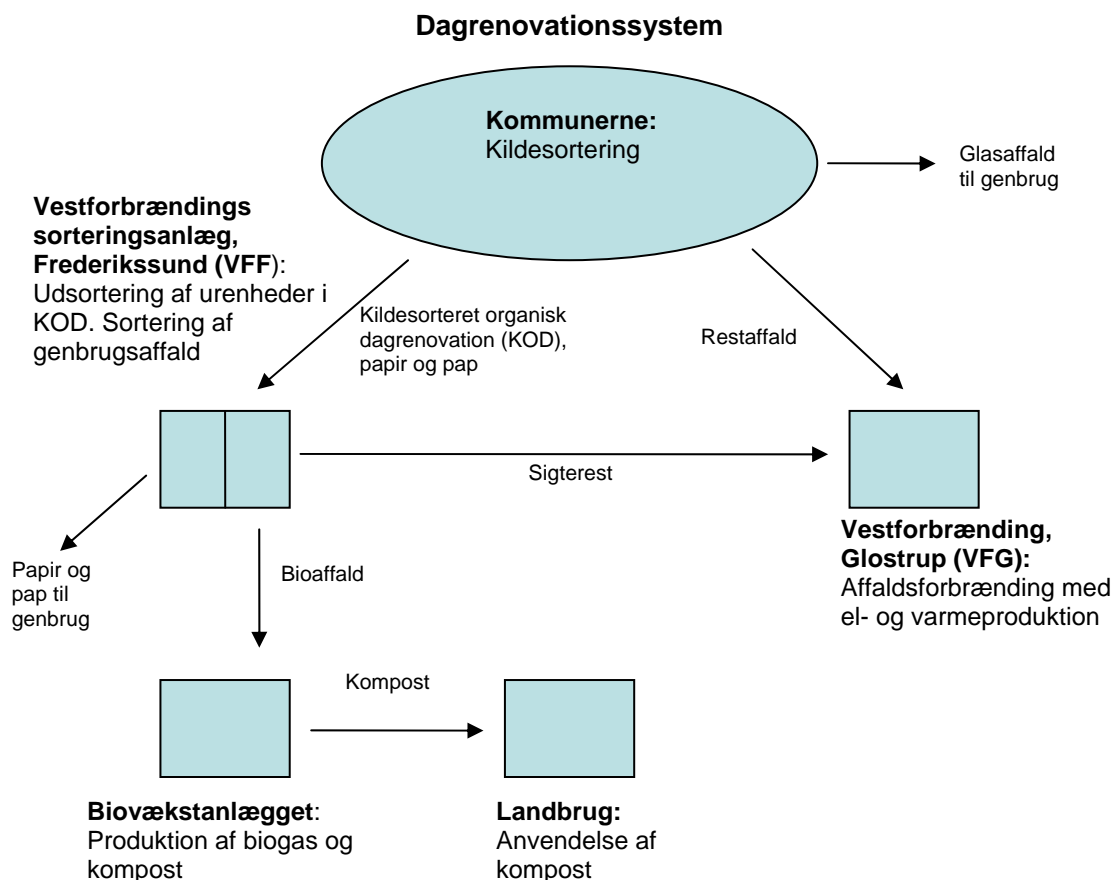 Dagrenovationssystem
Kommunerne:
Kildesortering
Glasaffald
til genbrug
Vestforbrændings
sorteringsanlæg,
Frederikssund (VFF):
Udsortering af urenheder i
KOD. Sortering af
genbrugsaffald
Kildesorteret organisk
dagrenovation (KOD),
papir og pap
Restaffald
Sigterest
Vestforbrænding,
Glostrup (VFG):
Affaldsforbrænding med
el- og varmeproduktion
Papir og
pap til
genbrug
Bioaffald
Kompost
Biovækstanlægget:
Produktion af biogas og
kompost
Landbrug:
Anvendelse af
kompost